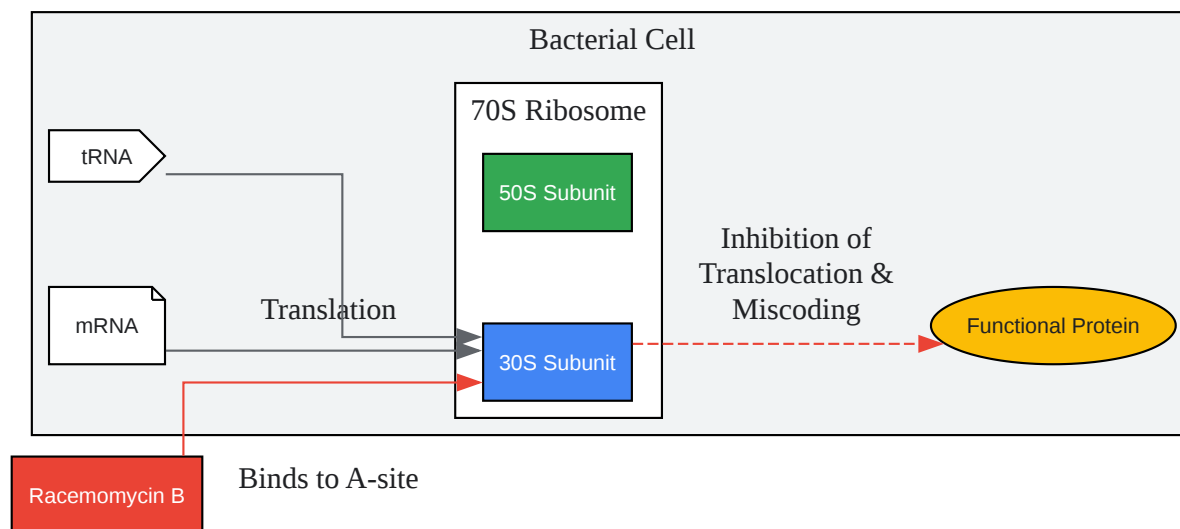 Bacterial Cell
70S Ribosome
tRNA
50S Subunit
Inhibition of
Translocation &
Miscoding
Translation
mRNA
Functional Protein
30S Subunit
Binds to A-site
Racemomycin B